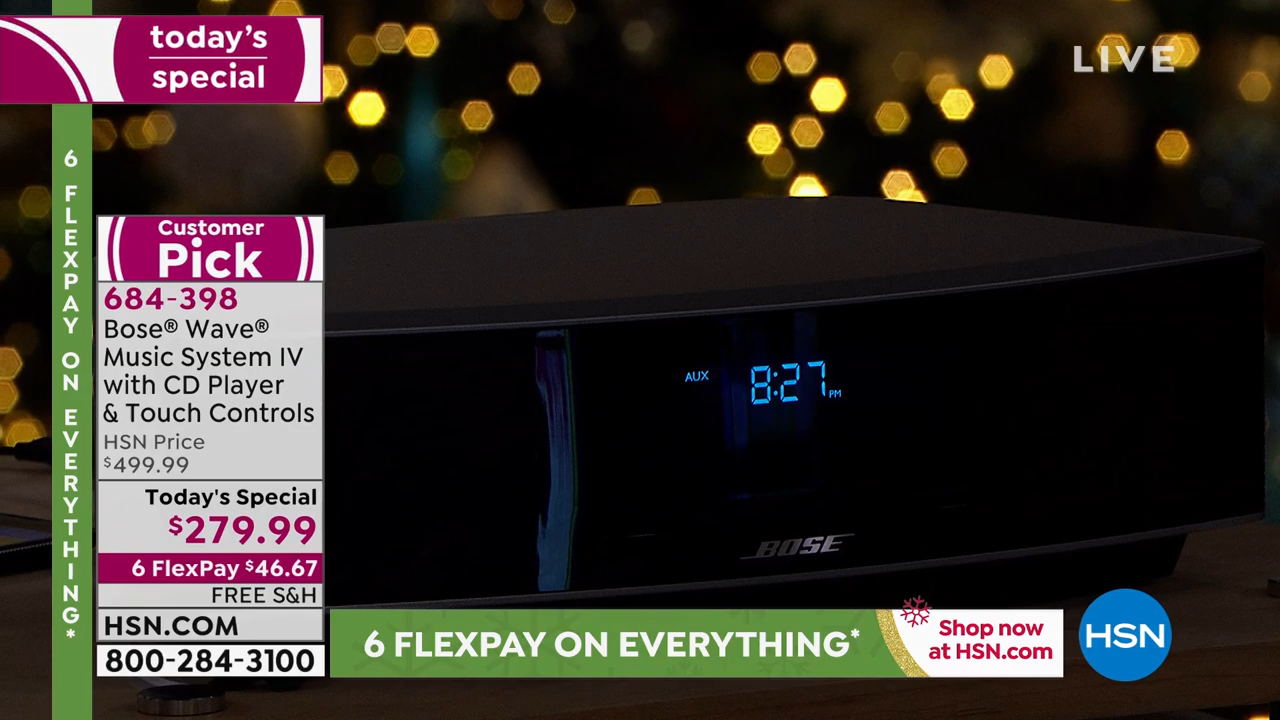 today's
special
LIVE
6 FLEXPAY ON EVERYTHING*
Customer
Pick
684-398
Bose® Wave®
Music System IV
with CD Player
& Touch Controls
HSN Price
$499.99
Today's Special
$279.99
6 FlexPay $46.67
FREE S&H
HSN.COM
800-284-3100
AUX 8:27 PM
BOSE
6 FLEXPAY ON EVERYTHING*
Shop now
at HSN.com
HSN